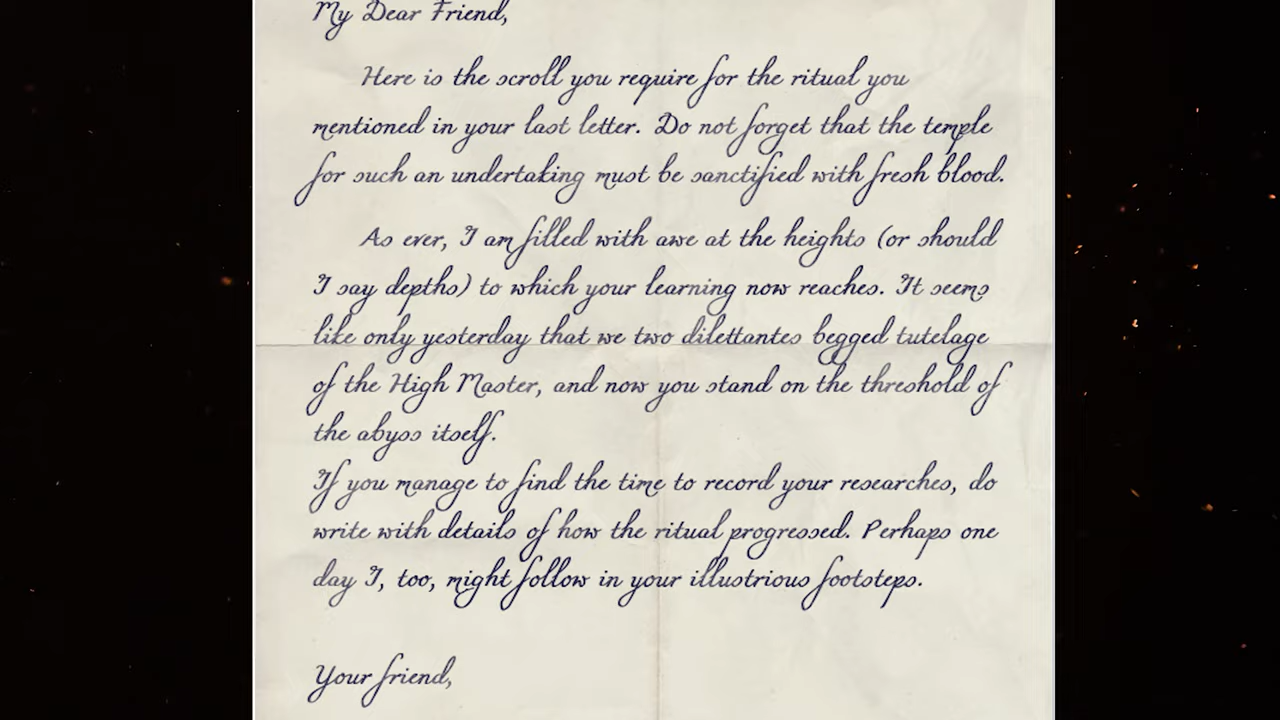 My Dear Friend,
Here is the scroll you require for the ritual you
mentioned in your last letter. Do not forget that the temple
for such an undertaking must be sanctified with fresh blood.
As ever, I am filled with awe at the heights (or should
I say depths) to which your learning now reaches. It seems
like only yesterday that we two dilettantes begged tutelage
of the High Master, and now you stand on the threshold of
the abyss itself.
If you manage to find the time to record your researches, do
write with details of how the ritual progressed. Perhaps one
day I, too, might follow in your illustrious footsteps.
Your friend,